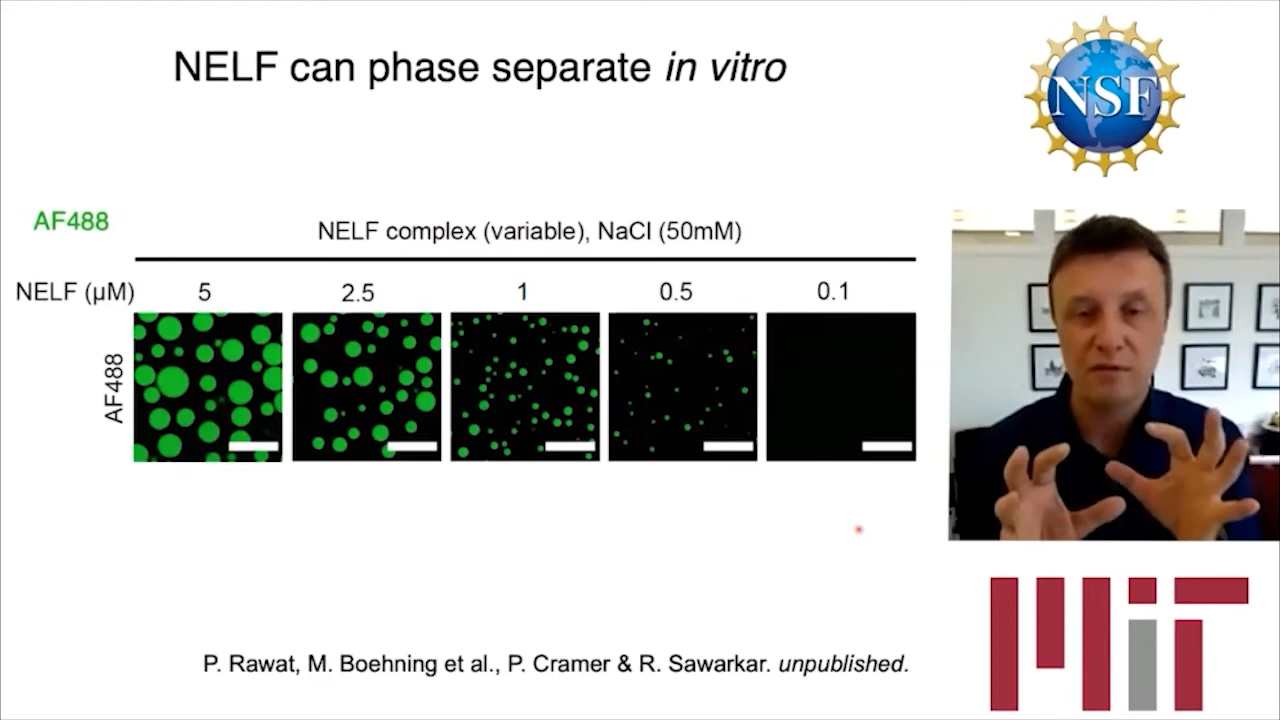 NELF can phase separate in vitro
NSF
AF488
NELF complex (variable), NaCl (50mM)
NELF (µM) 5 2.5 1 0.5 0.1
AF488
P. Rawat, M. Boehning et al., P. Cramer & R. Sawarkar. unpublished.
MIT